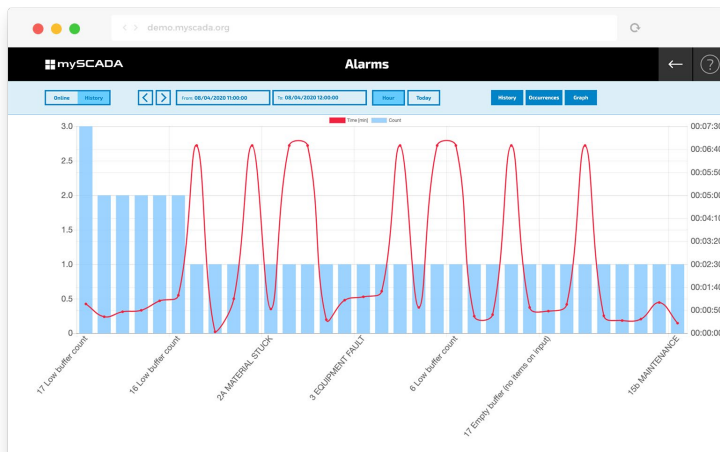 demo.myscada.org
mySCADA
Alarms
?
Online History From: 08/04/2020 11:00:00 To: 08/04/2020 12:00:00 Hour Today History Occurrences Graph
Time (min) Count
3.0 00:07:30
00:06:40
2.5
00:05:50
2.0 00:05:00
00:04:10
1.5
00:03:20
1.0 00:02:30
00:01:40
0.5
00:00:50
0 00:00:00
17 Low buffer count
16 Low buffer count
2A MATERIAL STUCK
3 EQUIPMENT FAULT
6 Low buffer count
17 Empty buffer (no items on input)
15b MAINTENANCE